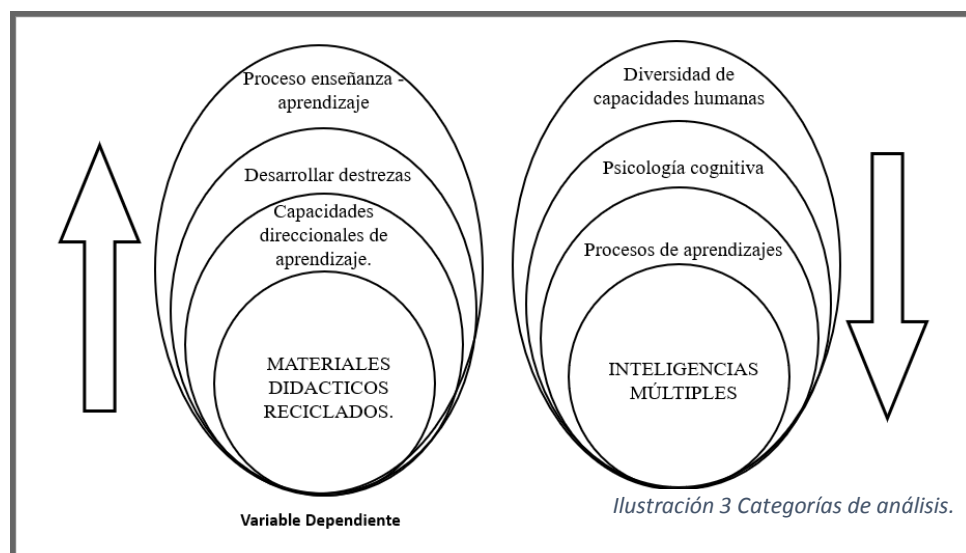 Proceso enseñanza -
aprendizaje
Desarrollar destrezas
Capacidades
direccionales de
aprendizaje.
MATERIALES
DIDACTICOS
RECICLADOS.
Variable Dependiente
Diversidad de
capacidades humanas
Psicología cognitiva
Procesos de aprendizajes
INTELIGENCIAS
MÚLTIPLES
Ilustración 3 Categorías de análisis.